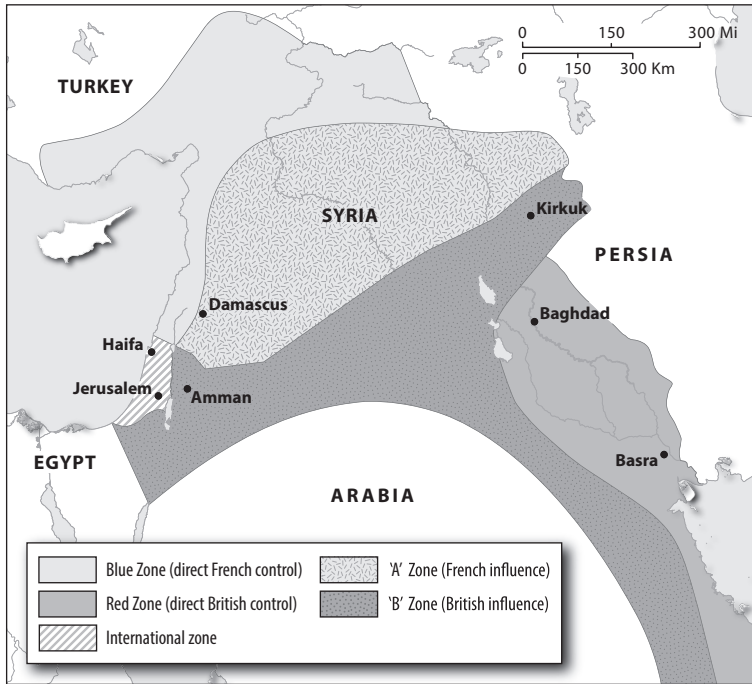 0 150 300 Mi
0 150 300 Km
TURKEY
SYRIA
Kirkuk
PERSIA
Damascus
Baghdad
Haifa
Jerusalem
Amman
EGYPT
Basra
ARABIA
Blue Zone (direct French control)
'A' Zone (French influence)
Red Zone (direct British control)
'B' Zone (British influence)
International zone